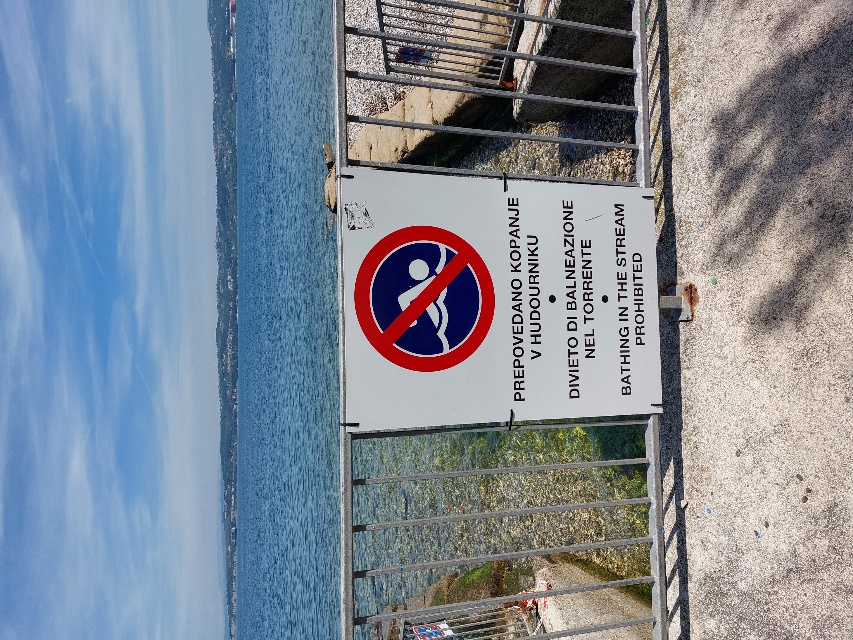 PREPOVEDANO KOPANJE
V HUDOURNIKU
•
DIVIETO DI BALNEAZIONE
NEL TORRENTE
•
BATHING IN THE STREAM
PROHIBITED